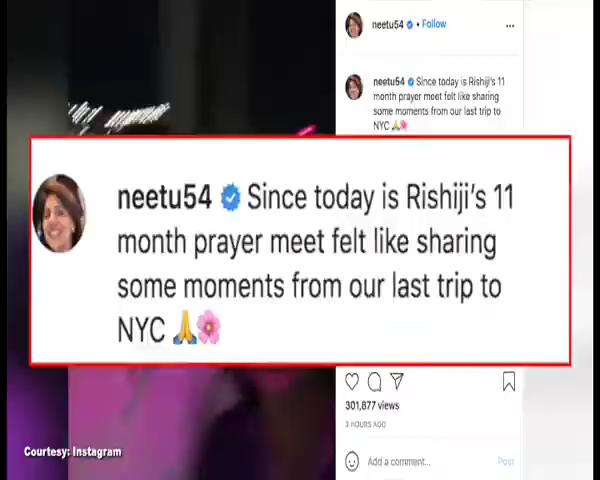 neetu54 • Follow
neetu54 Since today is Rishiji's 11
month prayer meet felt like sharing
some moments from our last trip to
NYC 🙏🌸
neetu54 Since today is Rishiji's 11
month prayer meet felt like sharing
some moments from our last trip to
NYC 🙏🌸
301,877 views
3 HOURS AGO
Add a comment...
Post
Courtesy: Instagram